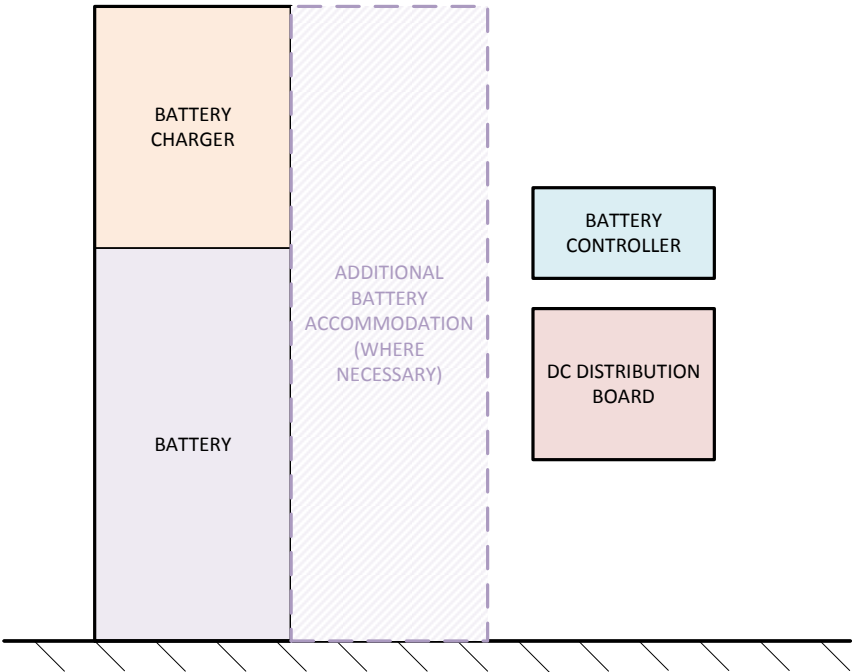 BATTERY
CHARGER
ADDITIONAL
BATTERY
ACCOMMODATION
(WHERE
NECESSARY)
BATTERY
CONTROLLER
DC DISTRIBUTION
BOARD
BATTERY